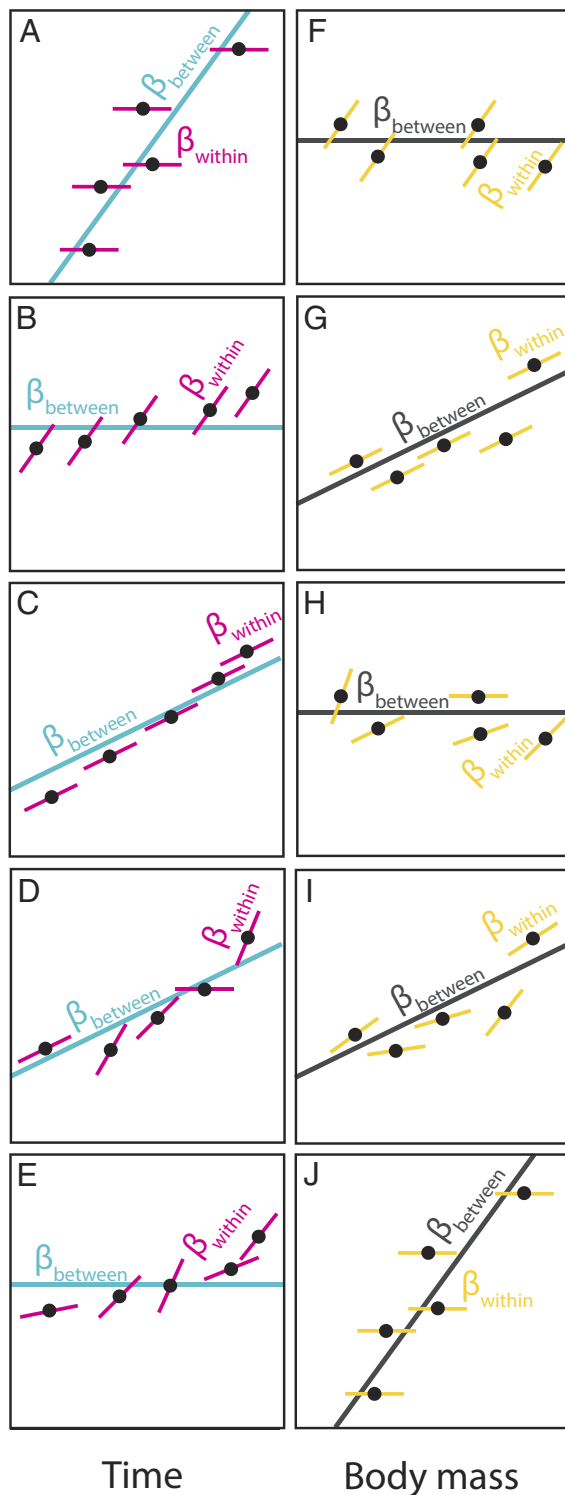 A
βbetween
βwithin
B
βbetween
βwithin
C
βwithin
βbetween
D
βwithin
βbetween
E
βwithin
βbetween
Time
F
βbetween
βwithin
G
βwithin
βbetween
H
βbetween
βwithin
I
βwithin
βbetween
J
βbetween
βwithin
Body mass